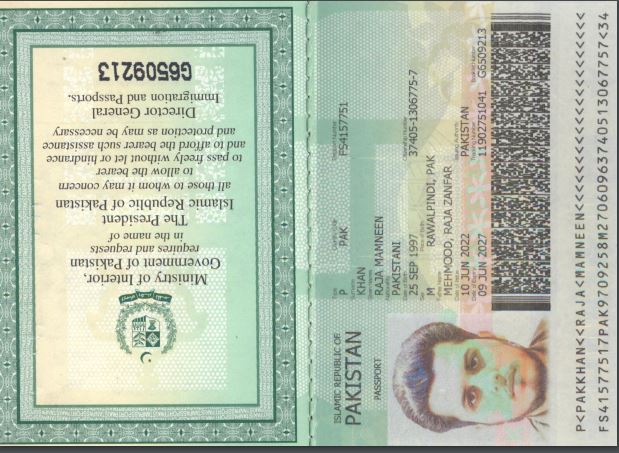 Ministry of Interior,
Government of Pakistan
requires and requests
in the name of
The President
Islamic Republic of Pakistan
all those to whom it may concern
to allow the bearer
to pass freely without let or hindrance
and to afford the bearer such assistance
and protection as may be necessary
Director General
Immigration and Passports.
G6509213
ISLAMIC REPUBLIC OF
PAKISTAN
PASSPORT
P PAK FS4157751
KHAN
RAJA MAMNEEN
PAKISTANI
25 SEP 1997 37405-1306775-7
M RAWALPINDI, PAK
MEHMOOD, RAJA ZANFAR
10 JUN 2022 PAKISTAN
09 JUN 2027 11902751041 G6509213
P<PAKKHAN<<RAJA<MAMNEEN<<<<<<<<<<<<<<<<<<<<<
FS41577517PAK9709258M27060963740513067757<34